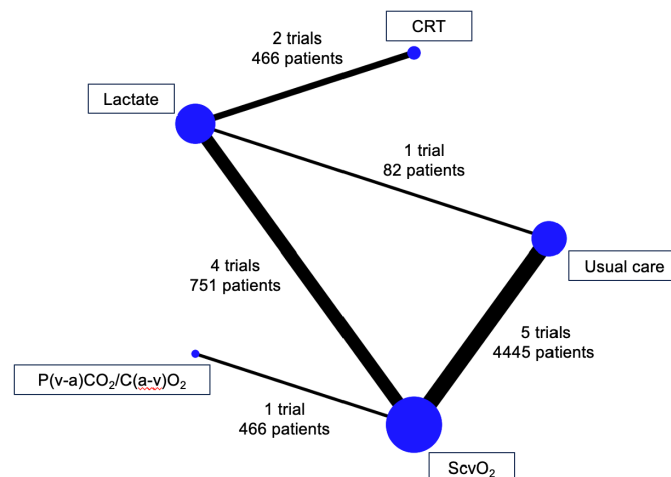 CRT
2 trials
466 patients
Lactate
1 trial
82 patients
Usual care
4 trials
751 patients
5 trials
4445 patients
P(v-a)CO₂/C(a-v)O₂
1 trial
466 patients
ScvO₂